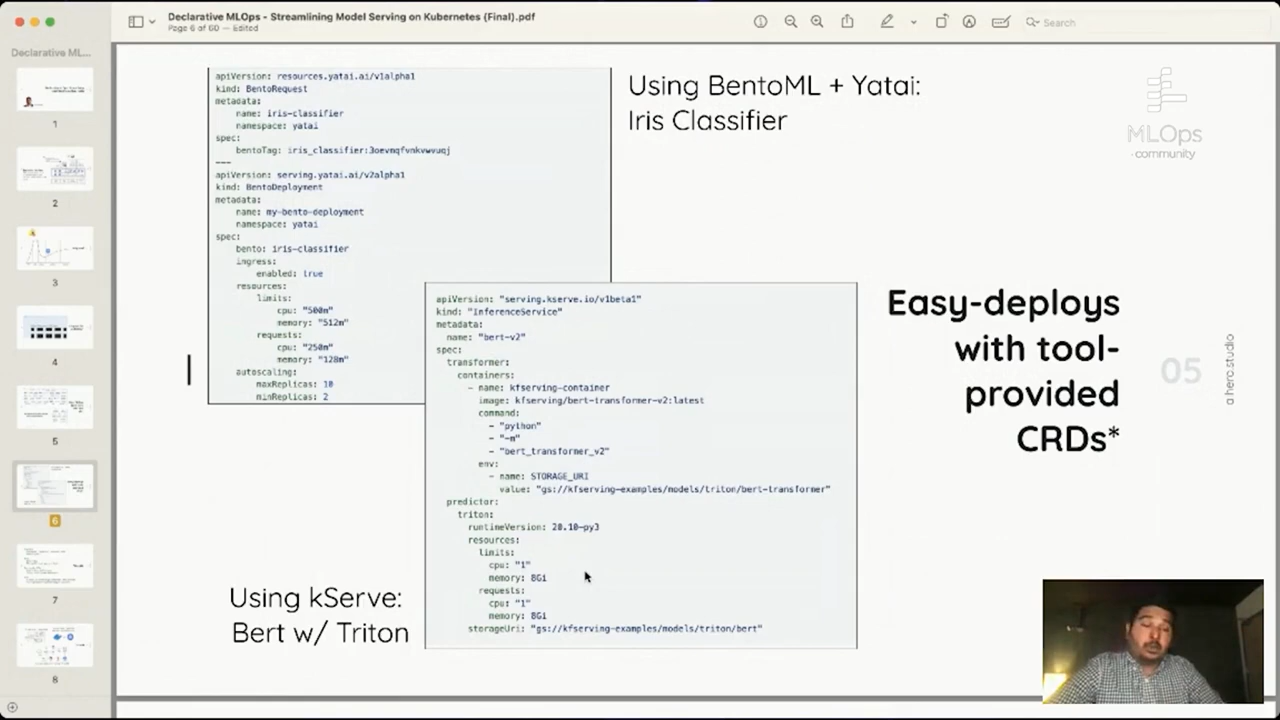 Declarative MLOps - Streamlining Model Serving on Kubernetes (Final).pdf
Page 6 of 60 — Edited
Search
Declarative ML...
1
2
3
4
5
6
7
8
apiVersion: resources.yatai.ai/v1alpha1
kind: BentoRequest
metadata:
name: iris-classifier
namespace: yatai
spec:
bentoTag: iris_classifier:3oevmqfvnkvwvuqj
---
apiVersion: serving.yatai.ai/v2alpha1
kind: BentoDeployment
metadata:
name: my-bento-deployment
namespace: yatai
spec:
bento: iris-classifier
ingress:
enabled: true
resources:
limits:
cpu: "500m"
memory: "512m"
requests:
cpu: "250m"
memory: "128m"
autoscaling:
maxReplicas: 10
minReplicas: 2
Using BentoML + Yatai:
Iris Classifier
MLOps
·community
apiVersion: "serving.kserve.io/v1beta1"
kind: "InferenceService"
metadata:
name: "bert-v2"
spec:
transformer:
containers:
- name: kfserving-container
image: kfserving/bert-transformer-v2:latest
command:
- "python"
- "-m"
- "bert_transformer_v2"
env:
- name: STORAGE_URI
value: "gs://kfserving-examples/models/triton/bert-transformer"
predictor:
triton:
runtimeVersion: 20.10-py3
resources:
limits:
cpu: "1"
memory: 8Gi
requests:
cpu: "1"
memory: 8Gi
storageUri: "gs://kfserving-examples/models/triton/bert"
Easy-deploys
with tool-
provided
CRDs*
05
a hero.studio
Using kServe:
Bert w/ Triton